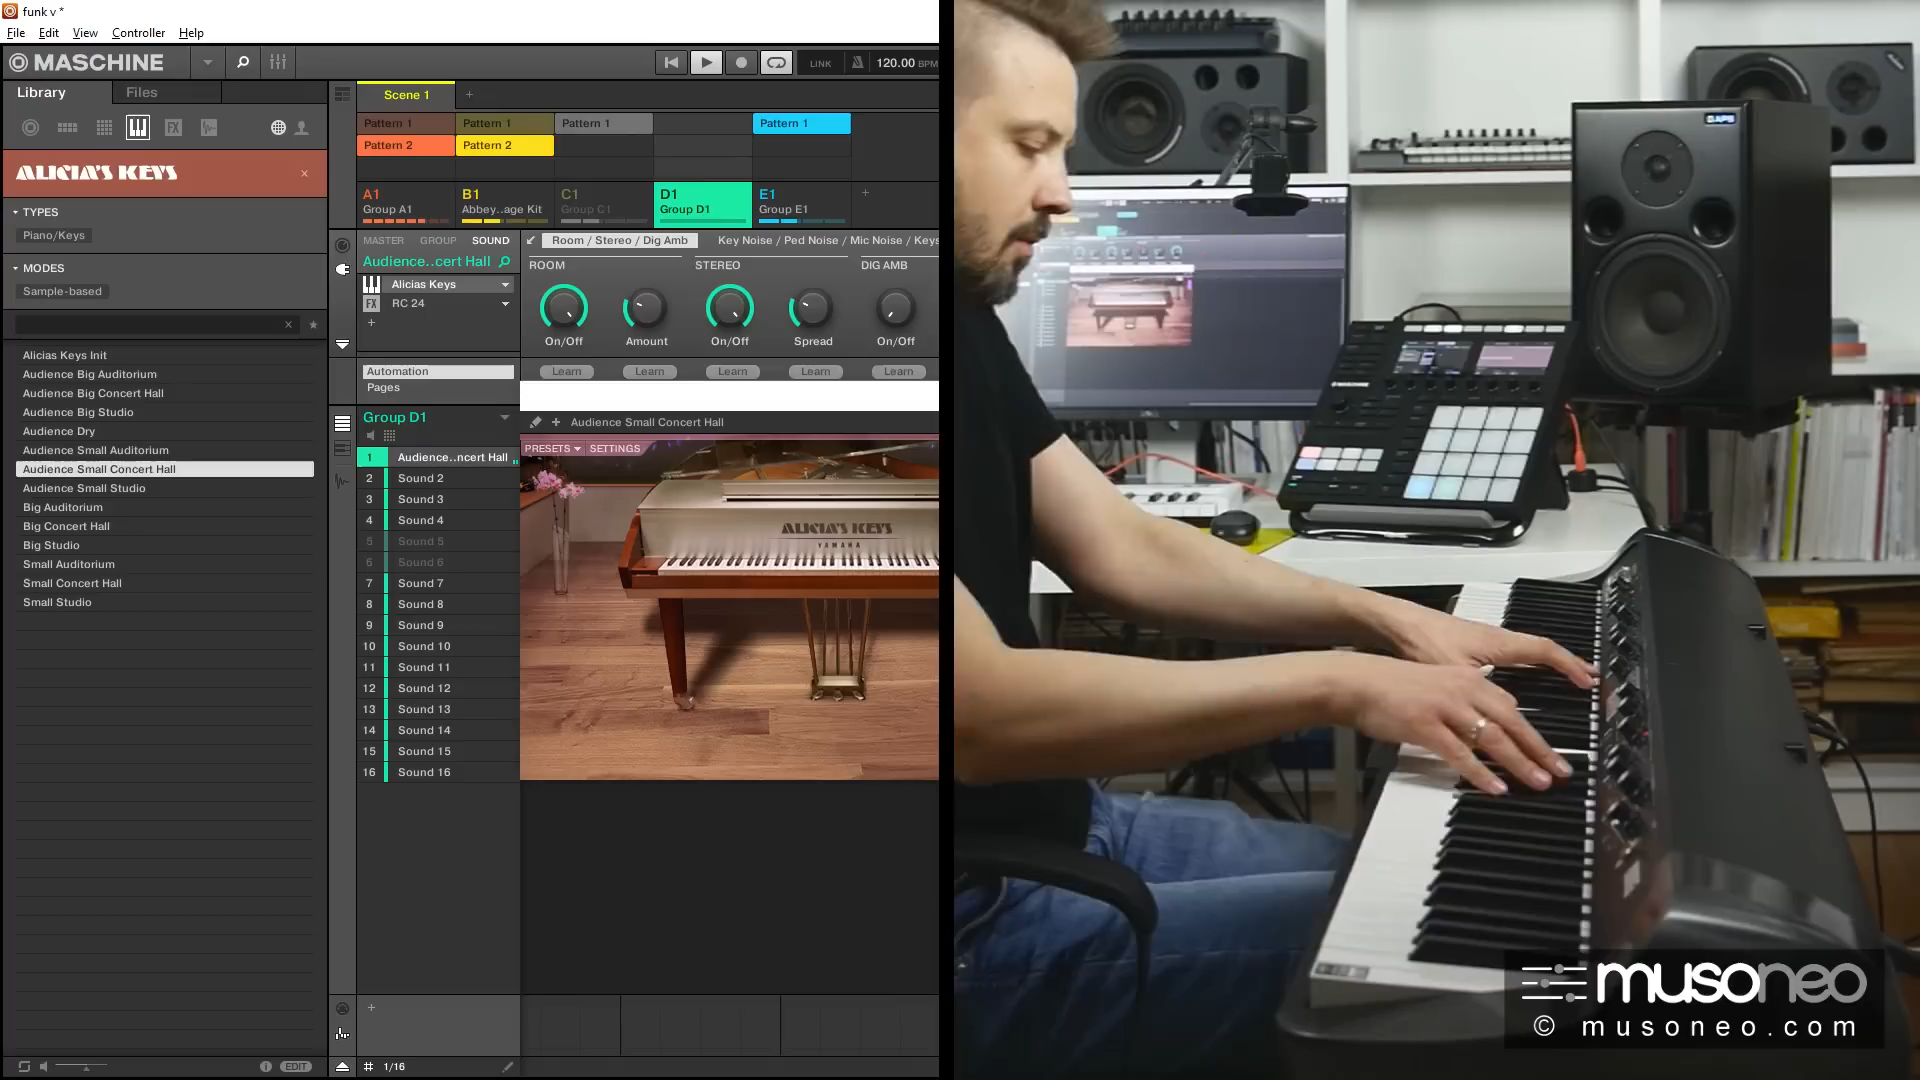 funk v *
File Edit View Controller Help
MASCHINE
LINK 120.00 BPM
Library Files
Scene 1 +
Pattern 1 Pattern 1 Pattern 1 Pattern 1
Pattern 2 Pattern 2
ALICIA'S KEYS
A1 B1 C1 D1 E1 +
Group A1 Abbey..age Kit Group C1 Group D1 Group E1
TYPES
Piano/Keys
MODES
Sample-based
Alicias Keys Init
Audience Big Auditorium
Audience Big Concert Hall
Audience Big Studio
Audience Dry
Audience Small Auditorium
Audience Small Concert Hall
Audience Small Studio
Big Auditorium
Big Concert Hall
Big Studio
Small Auditorium
Small Concert Hall
Small Studio
EDIT
MASTER GROUP SOUND
Audience..cert Hall
Alicias Keys
FX RC 24
+
Automation
Pages
Room / Stereo / Dig Amb Key Noise / Ped Noise / Mic Noise / Keys
ROOM STEREO DIG AMB
On/Off Amount On/Off Spread On/Off
Learn Learn Learn Learn Learn
Group D1
1 Audience..ncert Hall
2 Sound 2
3 Sound 3
4 Sound 4
5 Sound 5
6 Sound 6
7 Sound 7
8 Sound 8
9 Sound 9
10 Sound 10
11 Sound 11
12 Sound 12
13 Sound 13
14 Sound 14
15 Sound 15
16 Sound 16
+
# 1/16
+ Audience Small Concert Hall
PRESETS SETTINGS
ALICIA'S KEYS
YAMAHA
MASCHINE
musoneo
© musoneo.com